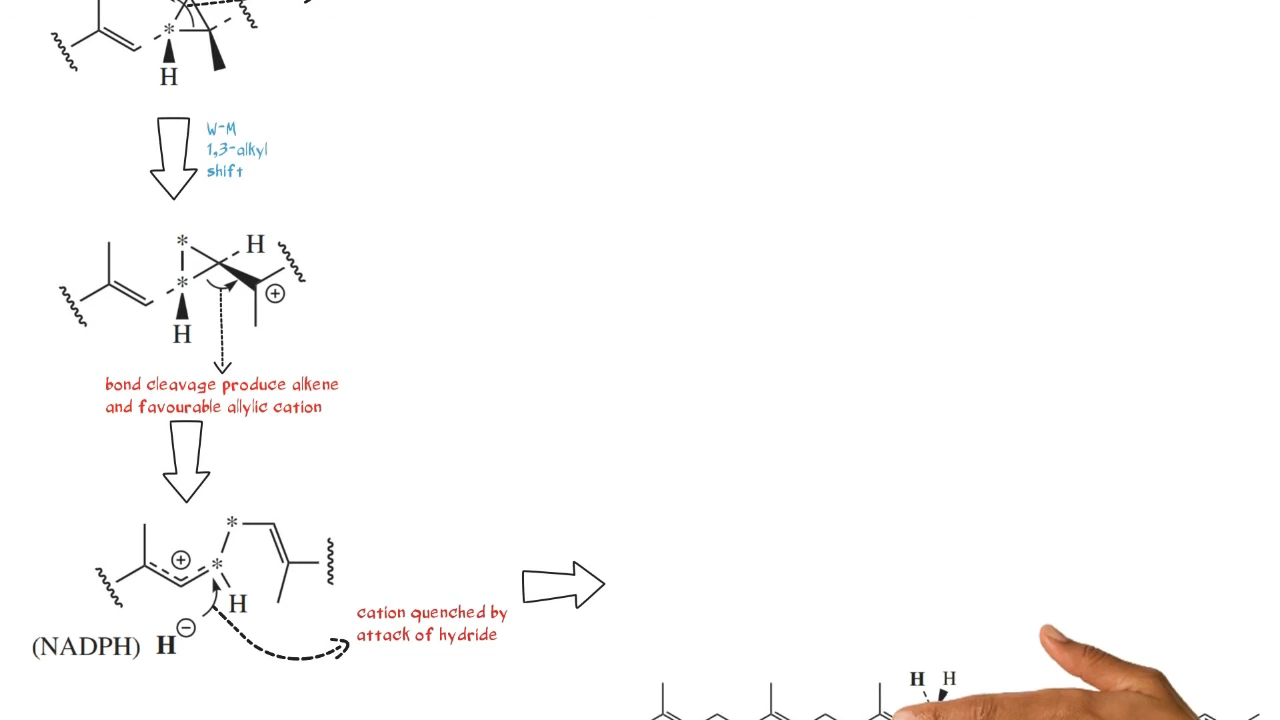 *
H
W-M
1,3-alkyl
shift
*
H
*
⊕
H
bond cleavage produce alkene
and favourable allylic cation
*
⊕
*
H
cation quenched by
attack of hydride
(NADPH) H⊖
H H